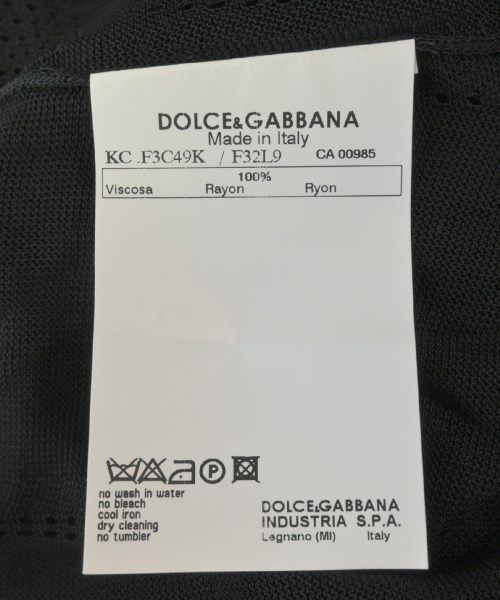 DOLCE&GABBANA
Made in Italy
KC .F3C49K / F32L9 CA 00985
100%
Viscosa Rayon Ryon
P
no wash in water
no bleach
cool iron
dry cleaning
no tumbler
DOLCE&GABBANA
INDUSTRIA S.P.A.
Legnano (MI) Italy